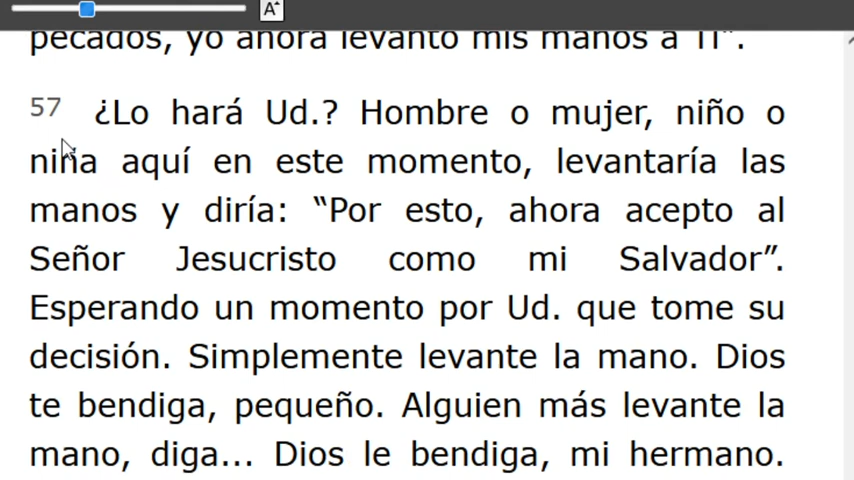 A
pecados, yo ahora levanto mis manos a Ti”.
57 ¿Lo hará Ud.? Hombre o mujer, niño o
niña aquí en este momento, levantaría las
manos y diría: “Por esto, ahora acepto al
Señor Jesucristo como mi Salvador”.
Esperando un momento por Ud. que tome su
decisión. Simplemente levante la mano. Dios
te bendiga, pequeño. Alguien más levante la
mano, diga... Dios le bendiga, mi hermano.